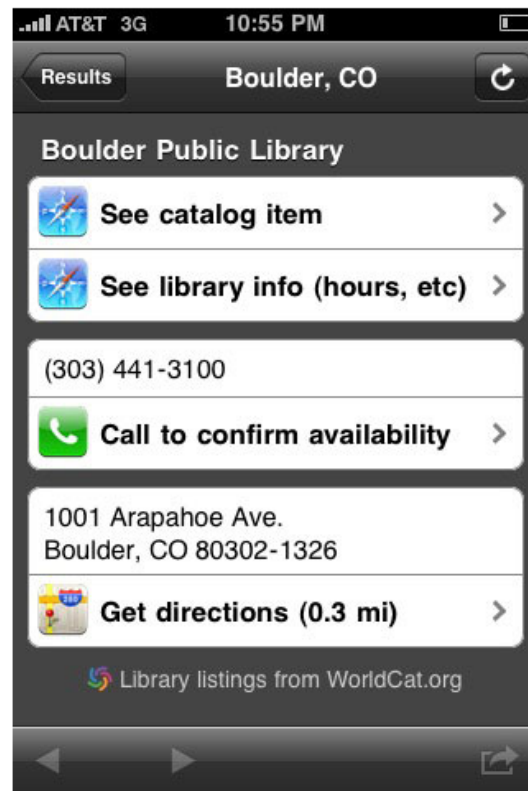 AT&T 3G 10:55 PM
Results Boulder, CO
Boulder Public Library
See catalog item
See library info (hours, etc)
(303) 441-3100
Call to confirm availability
1001 Arapahoe Ave.
Boulder, CO 80302-1326
280
Get directions (0.3 mi)
Library listings from WorldCat.org